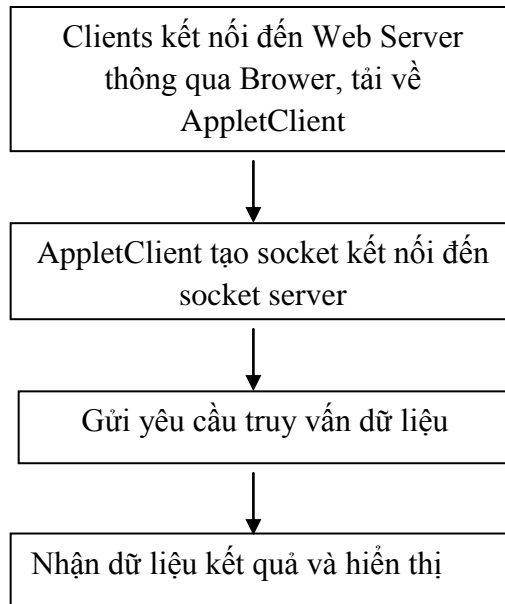 Clients kết nối đến Web Server
thông qua Brower, tải về
AppletClient
AppletClient tạo socket kết nối đến
socket server
Gửi yêu cầu truy vấn dữ liệu
Nhận dữ liệu kết quả và hiển thị